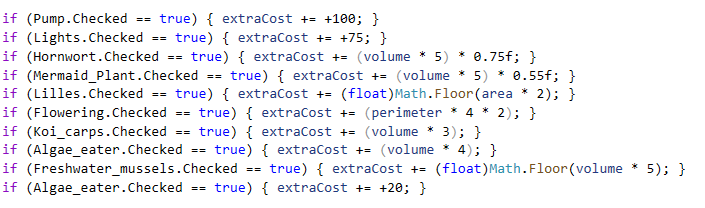 if (Pump.Checked == true) { extraCost += +100; }
if (Lights.Checked == true) { extraCost += +75; }
if (Hornwort.Checked == true) { extraCost += (volume * 5) * 0.75f; }
if (Mermaid_Plant.Checked == true) { extraCost += (volume * 5) * 0.55f; }
if (Lilles.Checked == true) { extraCost += (float)Math.Floor(area * 2); }
if (Flowering.Checked == true) { extraCost += (perimeter * 4 * 2); }
if (Koi_carps.Checked == true) { extraCost += (volume * 3); }
if (Algae_eater.Checked == true) { extraCost += (volume * 4); }
if (Freshwater_mussels.Checked == true) { extraCost += (float)Math.Floor(volume * 5); }
if (Algae_eater.Checked == true) { extraCost += +20; }